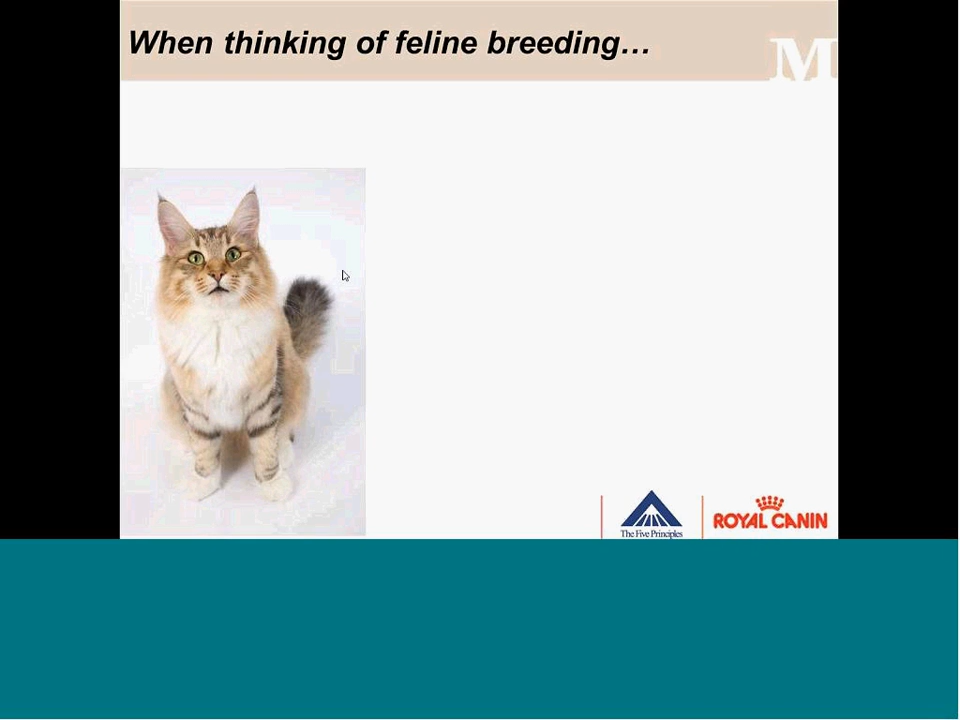 When thinking of feline breeding…
M
The Five Principles
ROYAL CANIN